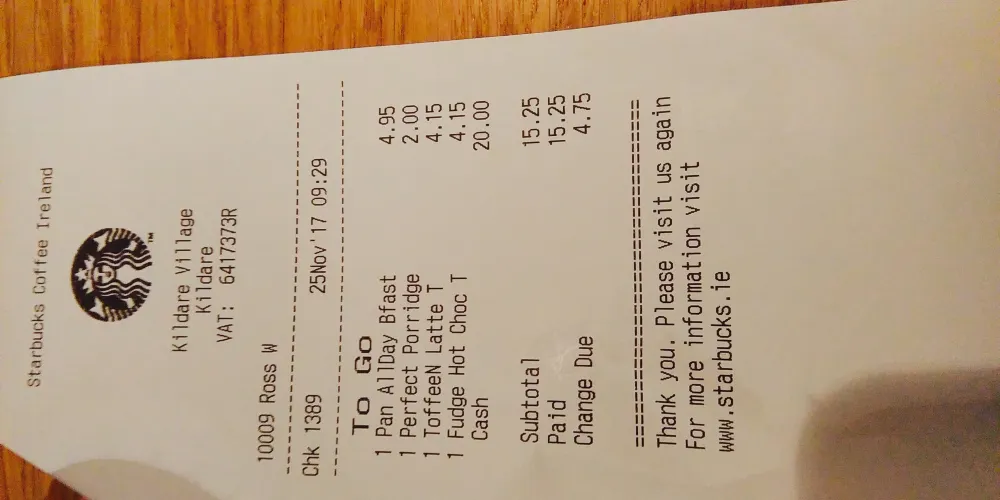 Starbucks Coffee Ireland
TM
Kildare Village
Kildare
VAT: 6417373R
10009 Ross W
Chk 1389 25Nov'17 09:29
To Go
1 Pan AllDay Bfast 4.95
1 Perfect Porridge 2.00
1 ToffeeN Latte T 4.15
1 Fudge Hot Choc T 4.15
Cash 20.00
Subtotal 15.25
Paid 15.25
Change Due 4.75
Thank you. Please visit us again
For more information visit
www.starbucks.ie